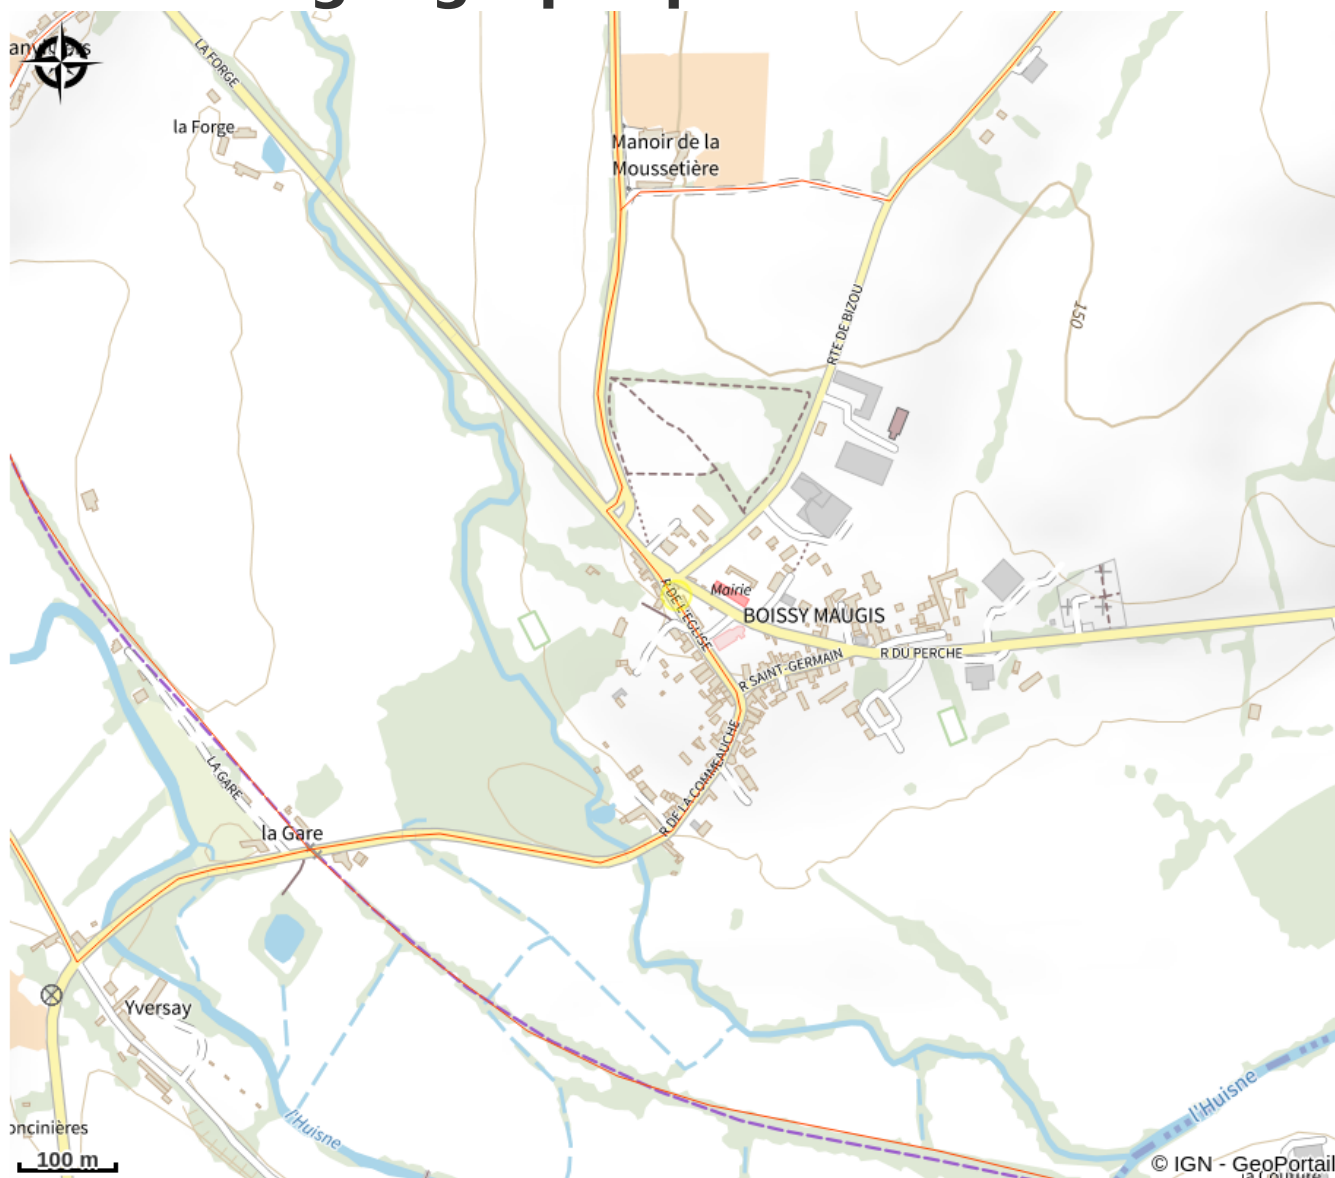 LA FORGE
la Forge
Manoir de la
Moussetière
RTE DE BIZOU
150
Mairie
R DE L'EGLISE
BOISSY MAUGIS
R DU PERCHE
R SAINT-GERMAIN
R DE LA COMMEAUCHE
LA GARE
la Gare
Yversay
l'Huisne
l'Huisne
oncinières
100 m
© IGN - GeoPortail